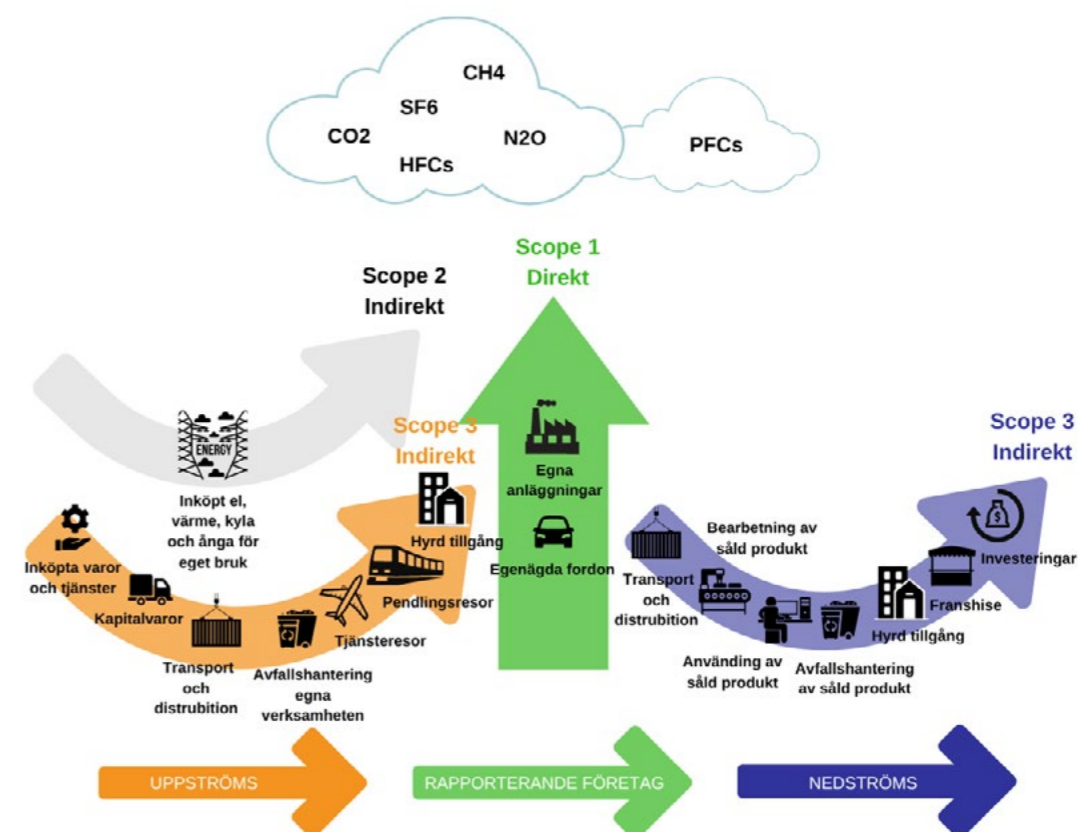 CH4
SF6
CO2
N2O
HFCs
PFCs
Scope 1
Direkt
Scope 2
Indirekt
ENERGY
Inköpt el,
värme, kyla
och ånga för
eget bruk
Scope 3
Indirekt
Inköpta varor
och tjänster
Kapitalvaror
Transport
och
distrubition
Avfallshantering
egna
verksamheten
Tjänsteresor
Pendlingsresor
Hyrd tillgång
Egna
anläggningar
Egenägda fordon
Scope 3
Indirekt
Transport
och
distrubition
Bearbetning av
såld produkt
Använding av
såld produkt
Avfallshantering
av såld produkt
Hyrd tillgång
Franshise
$
Investeringar
UPPSTRÖMS
RAPPORTERANDE FÖRETAG
NEDSTRÖMS